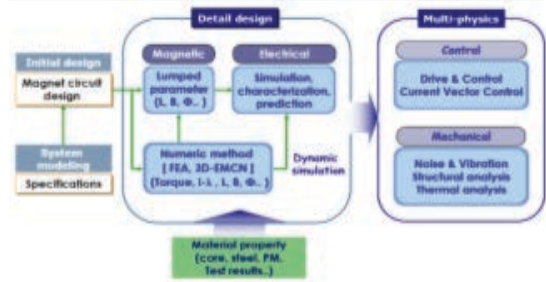 Detail design
Multi-physics
Initial design
Magnet circuit
design
System
modeling
Specifications
Magnetic
Lumped
parameter
(L, B, Φ.. )
Electrical
Simulation,
characterization,
prediction
Numeric method
[ FEA, 3D-EMCN ]
(Torque, I-λ , L, B, Φ.. )
Dynamic
simulation
Material property
(core, steel, PM,
Test results..)
Control
Drive & Control
Current Vector Control
Mechanical
Noise & Vibration
Structural analysis
Thermal analysis